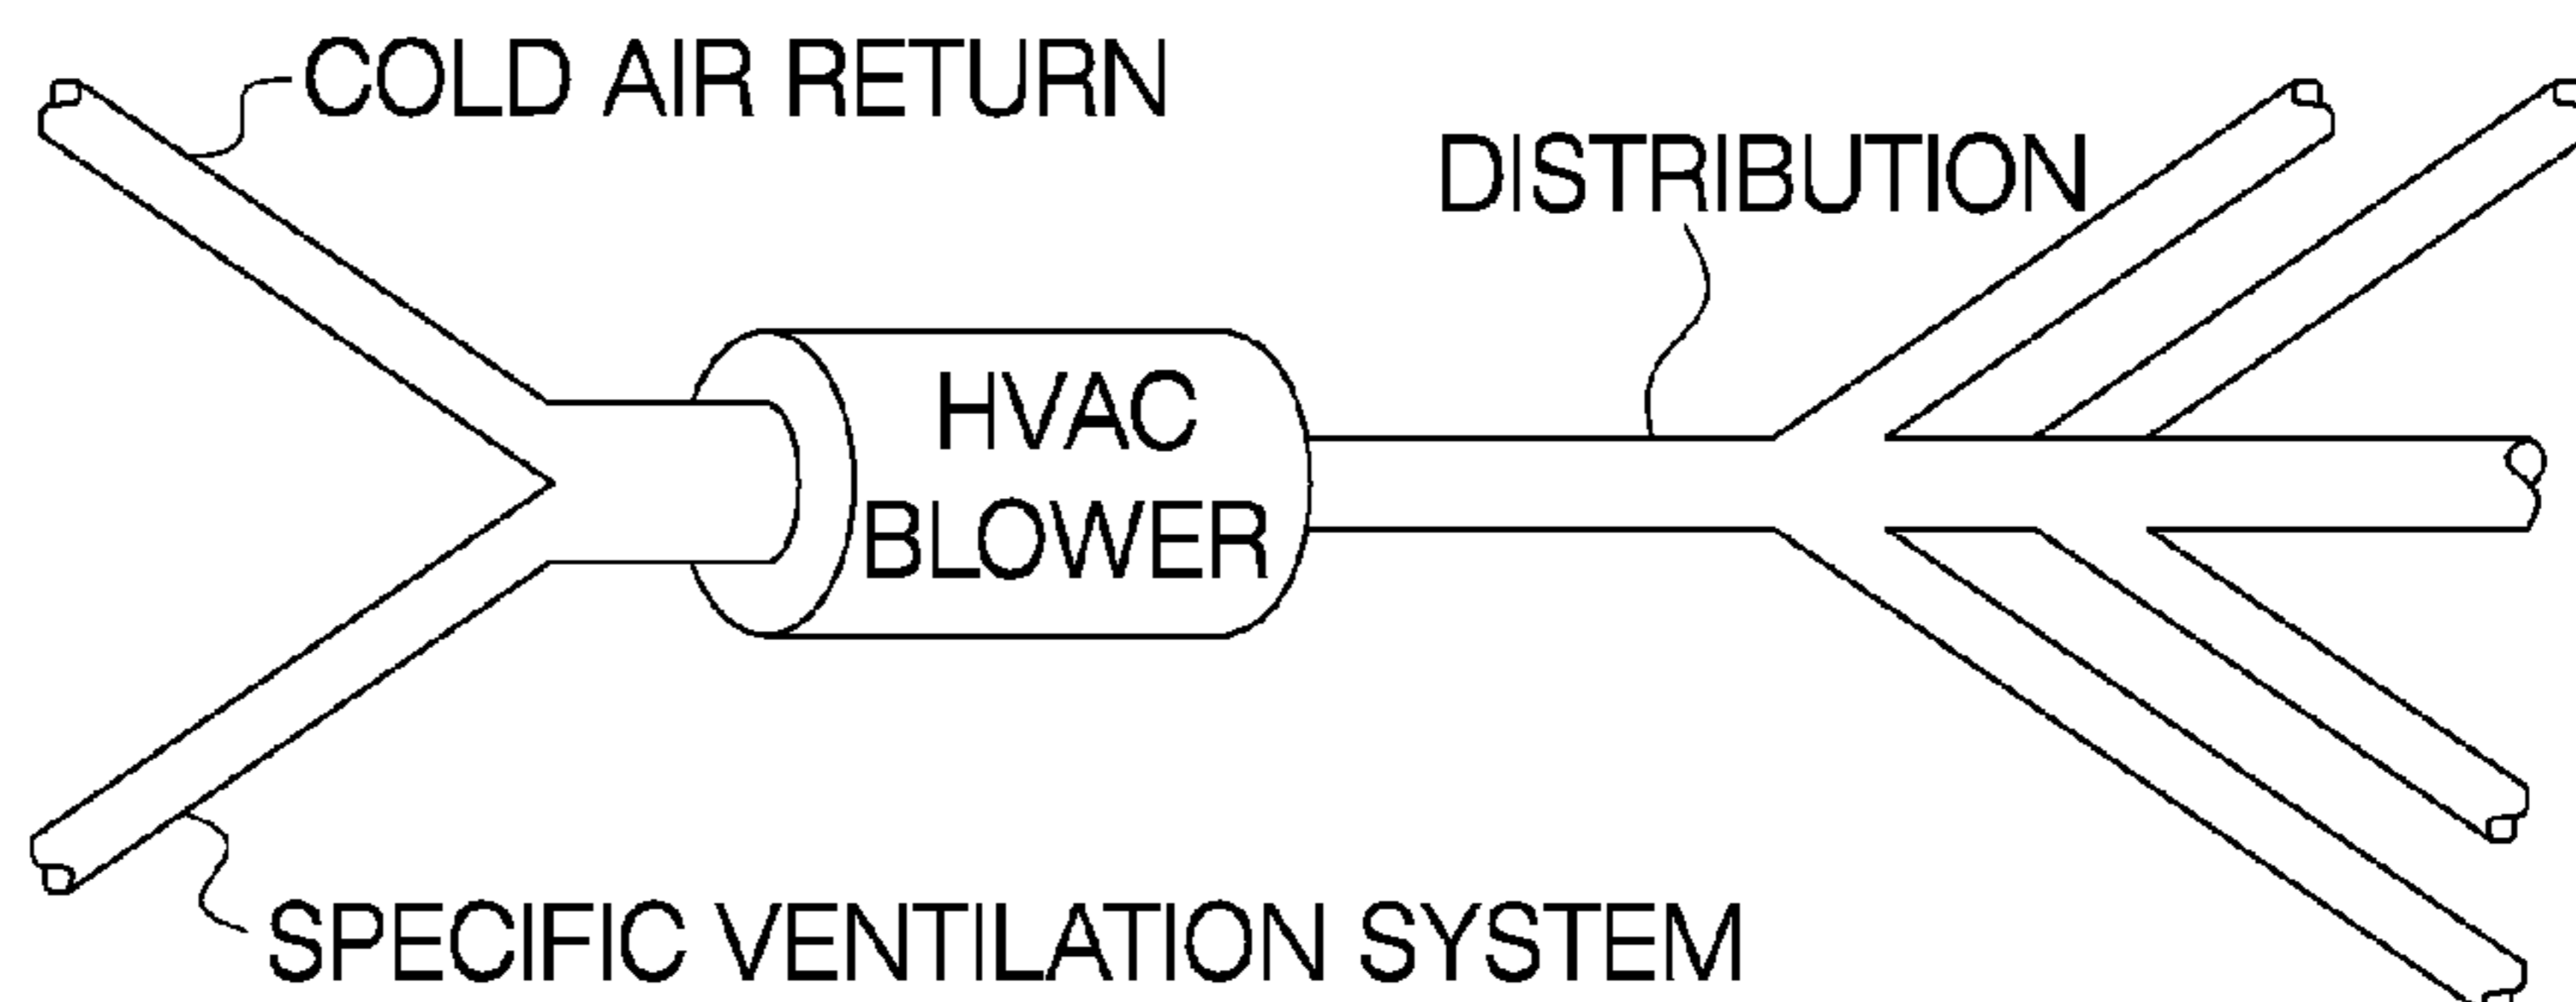 COLD AIR RETURN
DISTRIBUTION
HVAC
BLOWER
SPECIFIC VENTILATION SYSTEM